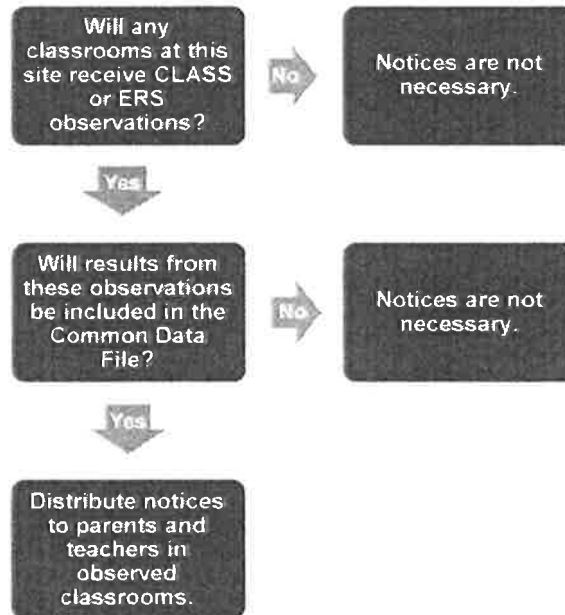 Will any
classrooms at this
site receive CLASS
or ERS
observations?
No
Notices are not
necessary.
Yes
Will results from
these observations
be included in the
Common Data
File?
No
Notices are not
necessary.
Yes
Distribute notices
to parents and
teachers in
observed
classrooms.